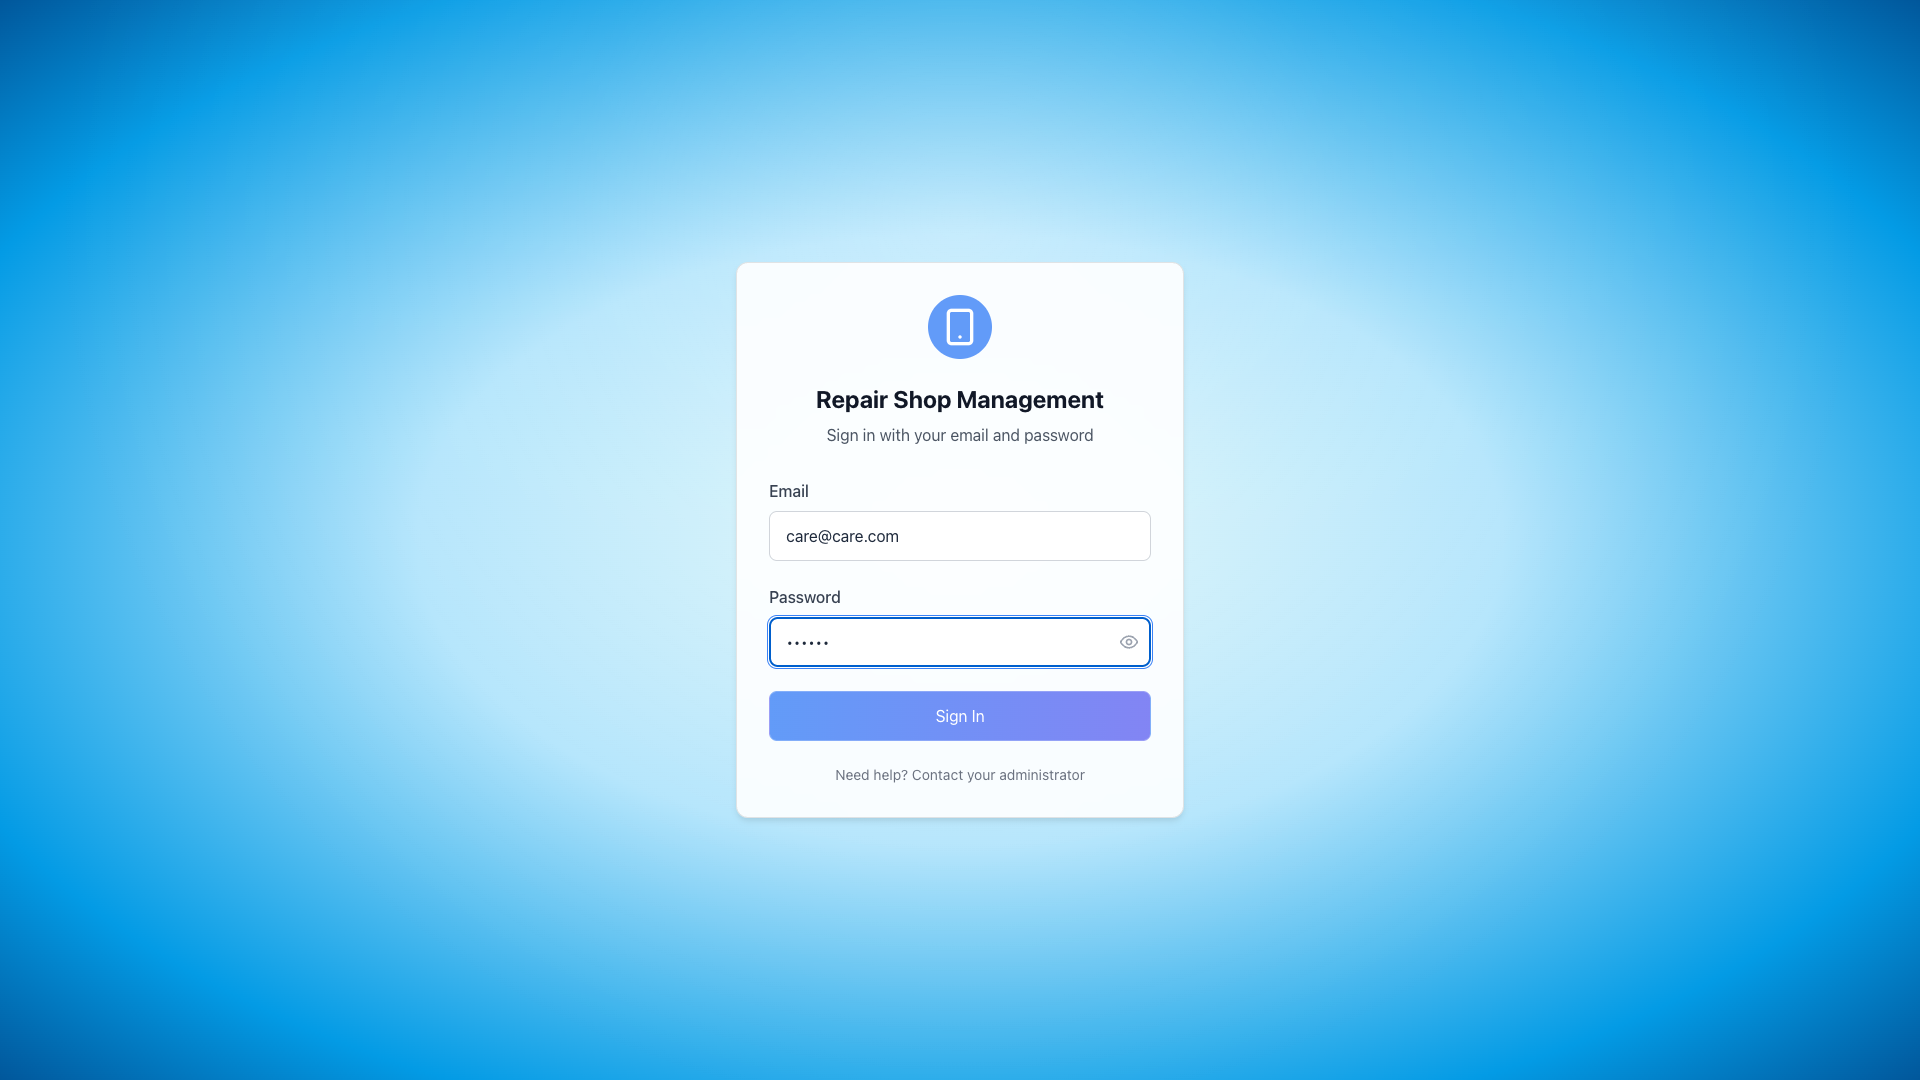 Repair Shop Management
Sign in with your email and password
Email
care@care.com
Password
••••••
Sign In
Need help? Contact your administrator